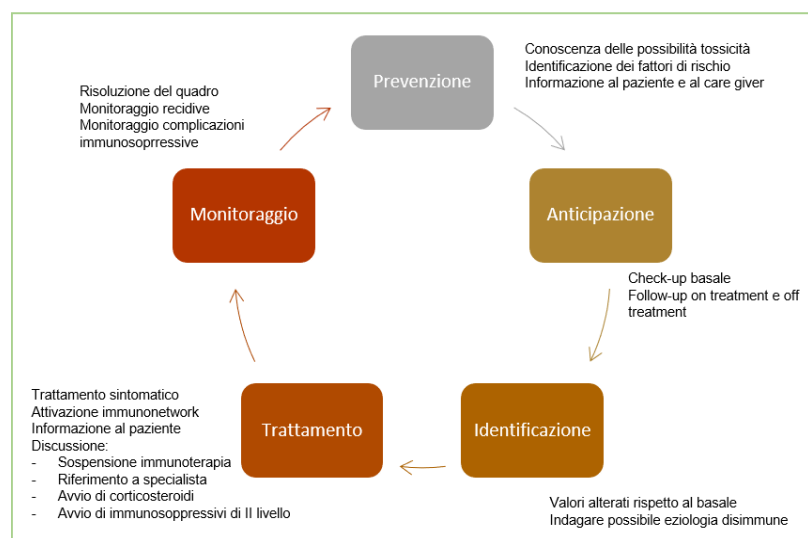 Prevenzione
Conoscenza delle possibilità tossicità
Identificazione dei fattori di rischio
Informazione al paziente e al care giver
Anticipazione
Check-up basale
Follow-up on treatment e off
treatment
Identificazione
Valori alterati rispetto al basale
Indagare possibile eziologia disimmune
Trattamento
Trattamento sintomatico
Attivazione immunonetwork
Informazione al paziente
Discussione:
- Sospensione immunoterapia
- Riferimento a specialista
- Avvio di corticosteroidi
- Avvio di immunosoppressivi di II livello
Monitoraggio
Risoluzione del quadro
Monitoraggio recidive
Monitoraggio complicazioni
immunosoprressive